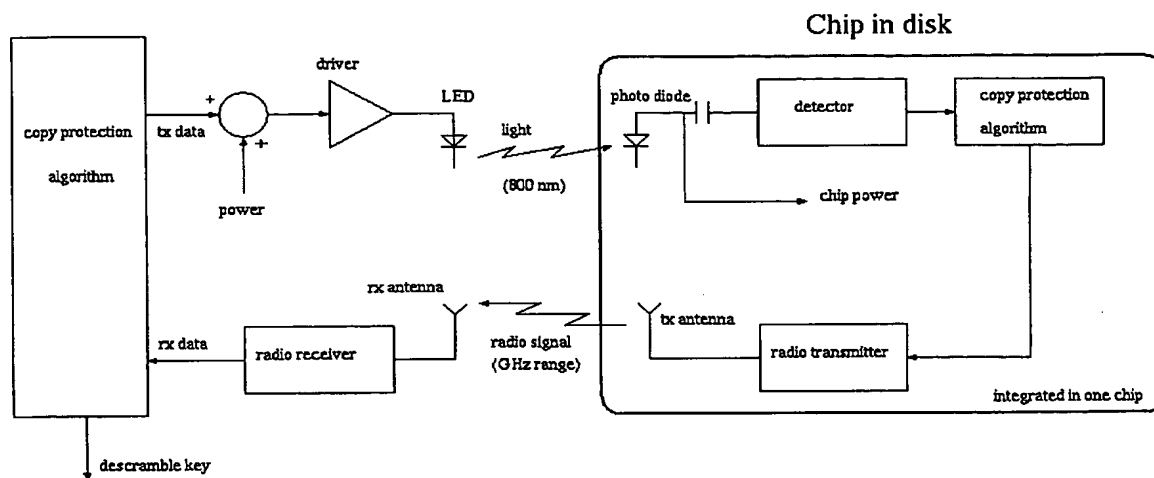 Chip in disk
copy protection
algorithm
+
tx data
+
power
driver
LED
light
(800 nm)
photo diode
detector
copy protection
algorithm
chip power
rx antenna
rx data
radio receiver
radio signal
(GHz range)
tx antenna
radio transmitter
integrated in one chip
descramble key